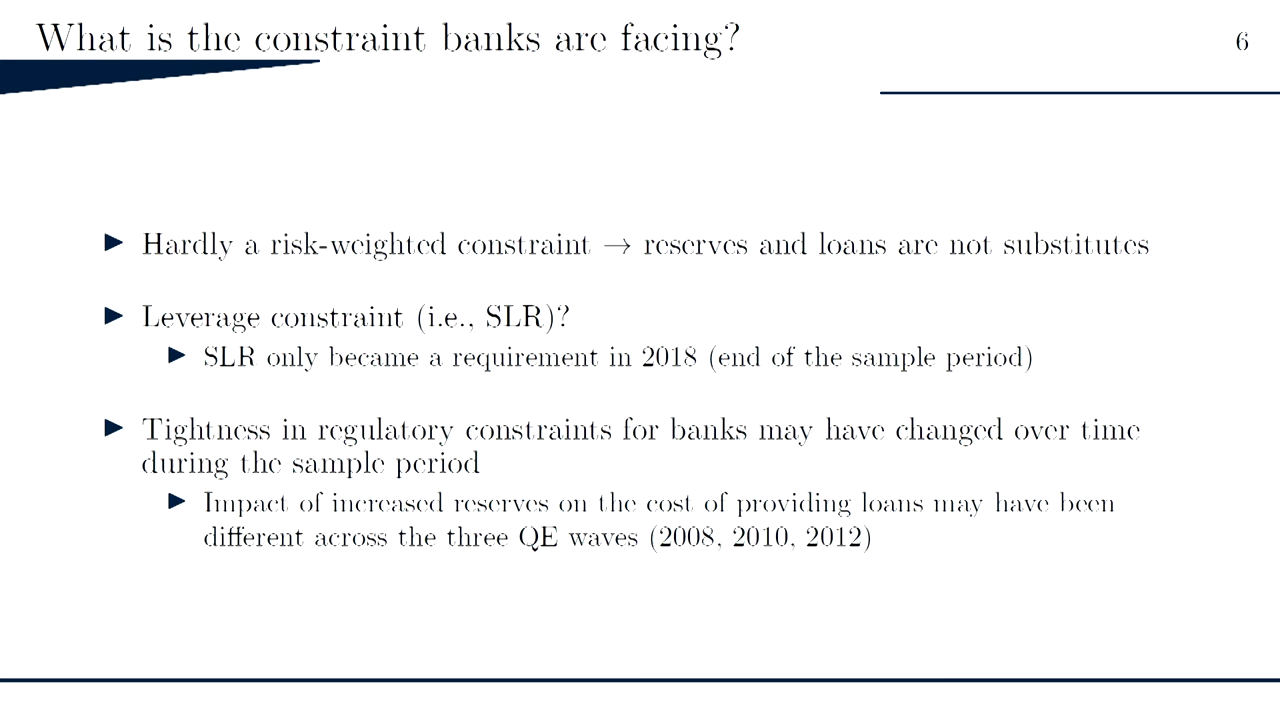 What is the constraint banks are facing?
6
▶ Hardly a risk-weighted constraint → reserves and loans are not substitutes
▶ Leverage constraint (i.e., SLR)?
▶ SLR only became a requirement in 2018 (end of the sample period)
▶ Tightness in regulatory constraints for banks may have changed over time
during the sample period
▶ Impact of increased reserves on the cost of providing loans may have been
different across the three QE waves (2008, 2010, 2012)